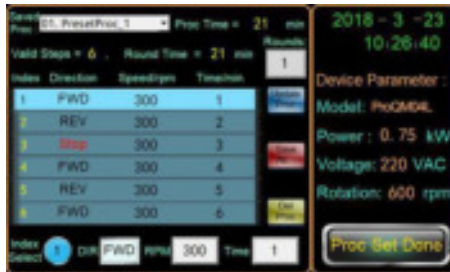 Saved Proc 01. PresetProc_1 Proc Time = 21 min
Valid Steps = 6 , Round Time = 21 min Rounds
1
Index Direction Speed/rpm Time/min
1 FWD 300 1
2 REV 300 2
3 Stop 300 3
4 FWD 300 4
5 REV 300 5
6 FWD 300 6
Del Proc
Index Select 1 DIR FWD RPM 300 Time 1
2018-3-23
10:26:40
Device Parameter :
Model: ProQM04L
Power : 0. 75 kW
Voltage: 220 VAC
Rotation: 600 rpm
Proc Set Done